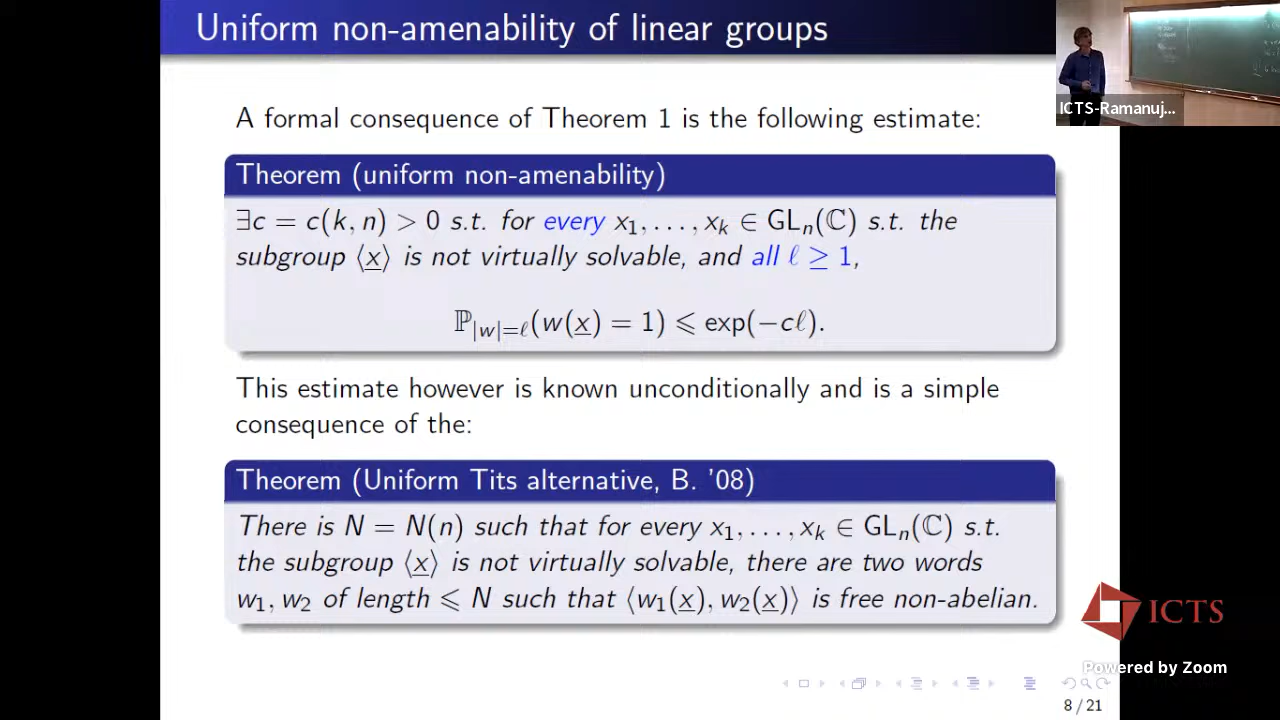 Uniform non-amenability of linear groups
ICTS-Ramanuj...
A formal consequence of Theorem 1 is the following estimate:
Theorem (uniform non-amenability)
∃c = c(k, n) > 0 s.t. for every x₁, . . . , xₖ ∈ GLₙ(ℂ) s.t. the
subgroup ⟨x̲⟩ is not virtually solvable, and all ℓ ≥ 1,
ℙ_{|w|=ℓ}(w(x̲) = 1) ⩽ exp(−cℓ).
This estimate however is known unconditionally and is a simple
consequence of the:
Theorem (Uniform Tits alternative, B. '08)
There is N = N(n) such that for every x₁, . . . , xₖ ∈ GLₙ(ℂ) s.t.
the subgroup ⟨x̲⟩ is not virtually solvable, there are two words
w₁, w₂ of length ⩽ N such that ⟨w₁(x̲), w₂(x̲)⟩ is free non-abelian.
ICTS
Powered by Zoom
8 / 21